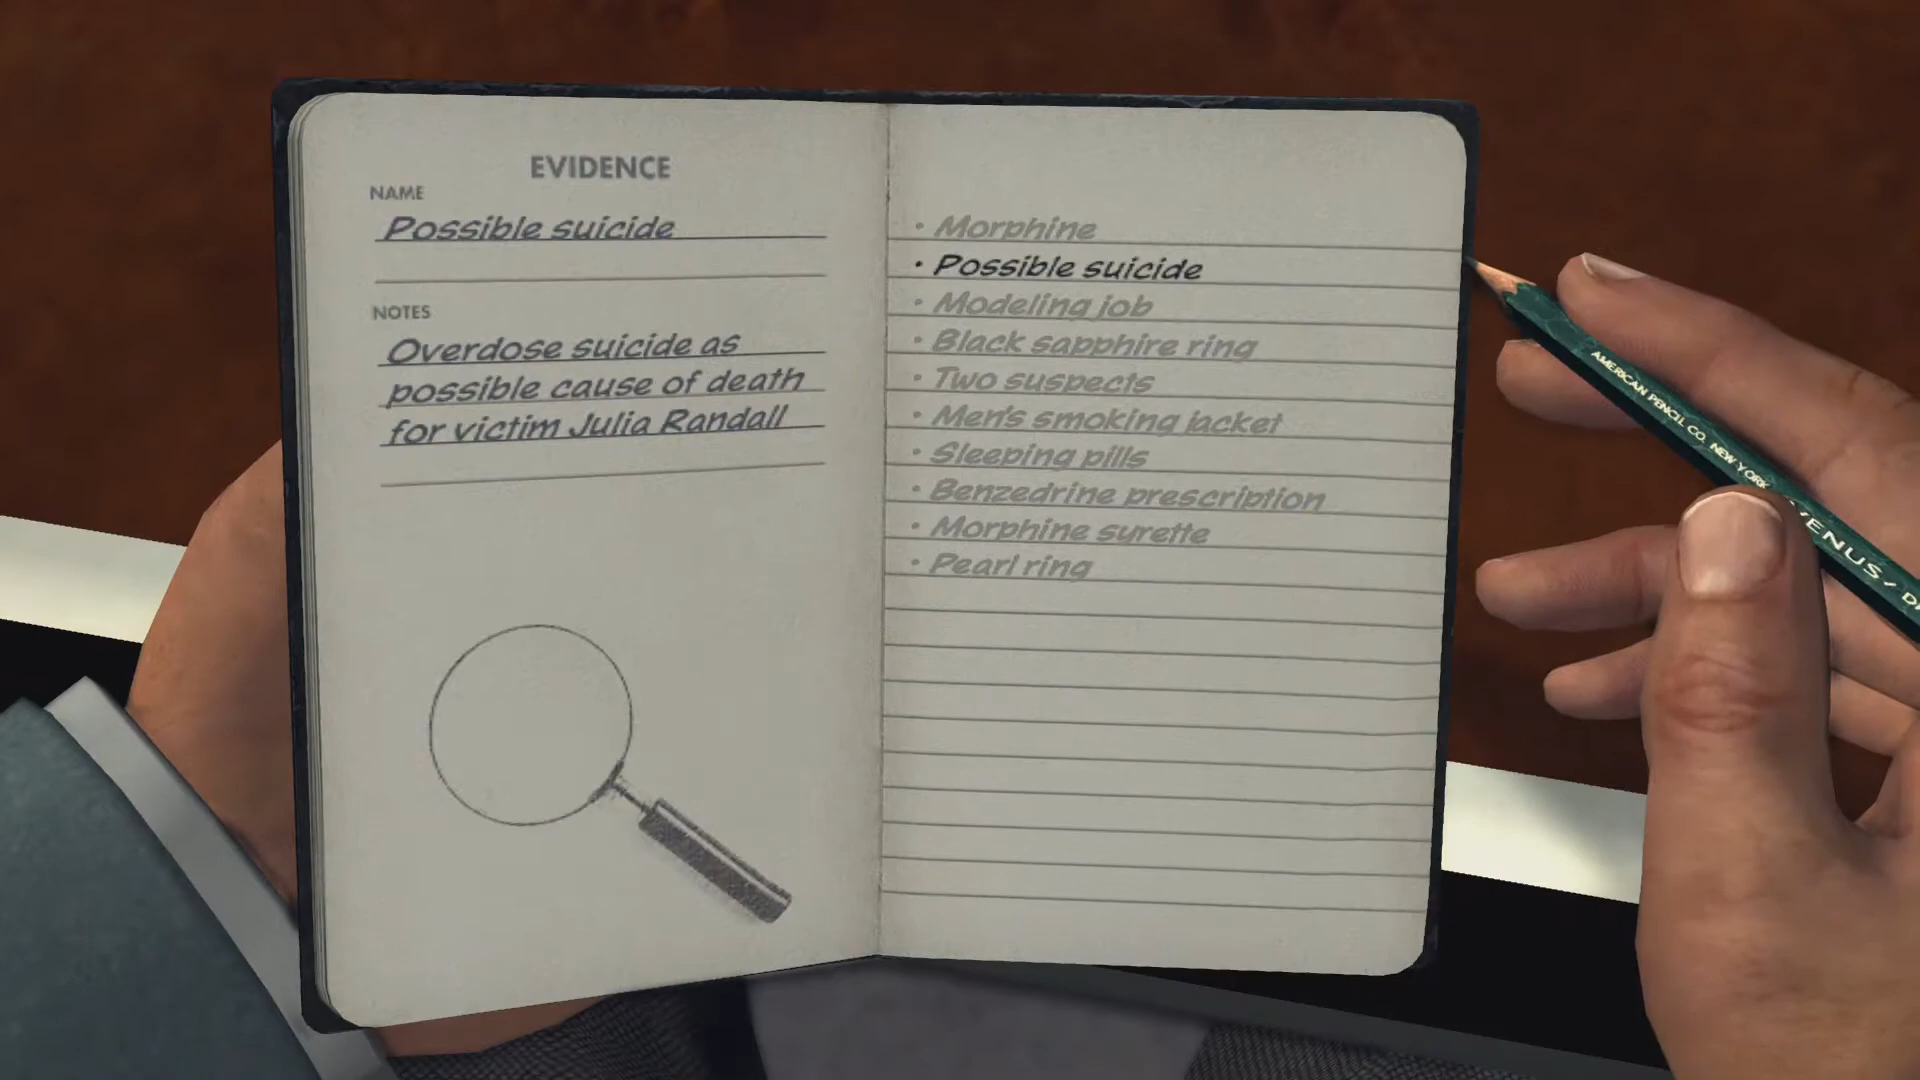 EVIDENCE
NAME
Possible suicide
NOTES
Overdose suicide as
possible cause of death
for victim Julia Randall
• Morphine
• Possible suicide
• Modeling job
• Black sapphire ring
• Two suspects
• Men's smoking jacket
• Sleeping pills
• Benzedrine prescription
• Morphine syrette
• Pearl ring
AMERICAN PENCIL CO. NEW YORK
VENUS/